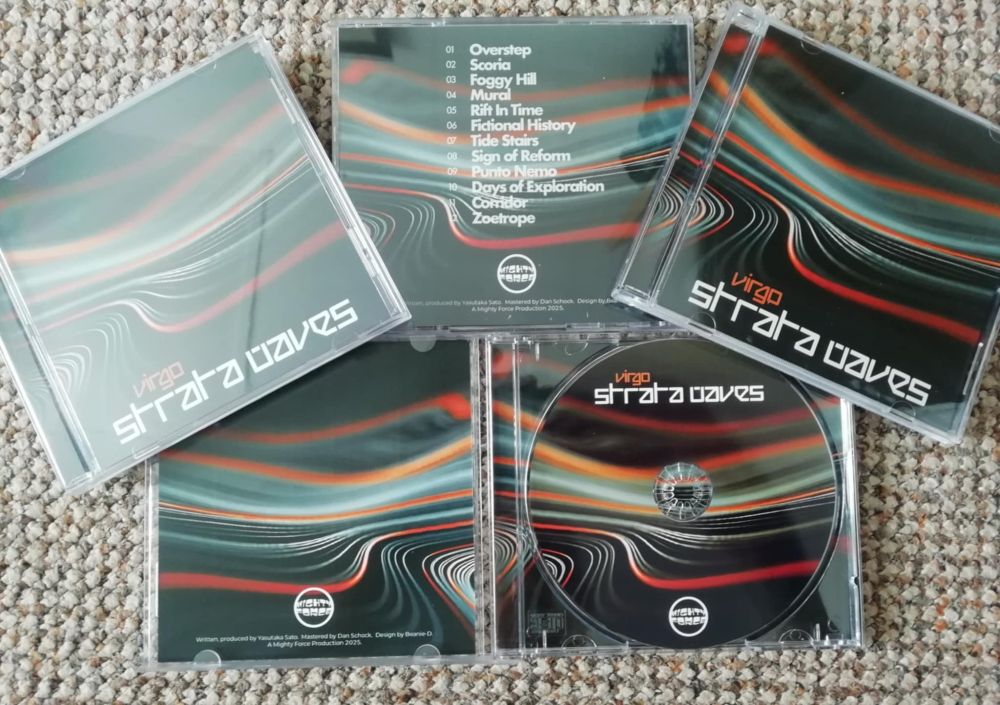 01 Overstep
02 Scoria
03 Foggy Hill
04 Mural
05 Rift In Time
06 Fictional History
07 Tide Stairs
08 Sign of Reform
09 Punto Nemo
10 Days of Exploration
11 Corridor
12 Zoetrope
MIGHTY
FORCE
Written, produced by Yasutaka Sato. Mastered by Dan Schock. Design by Beanie
A Mighty Force Production 2025.
virgo
strata waves
virgo
strata waves
virgo
strata waves
MIGHTY
FORCE
Written, produced by Yasutaka Sato. Mastered by Dan Schock. Design by Beanie D.
A Mighty Force Production 2025.
MIGHTY
FORCE